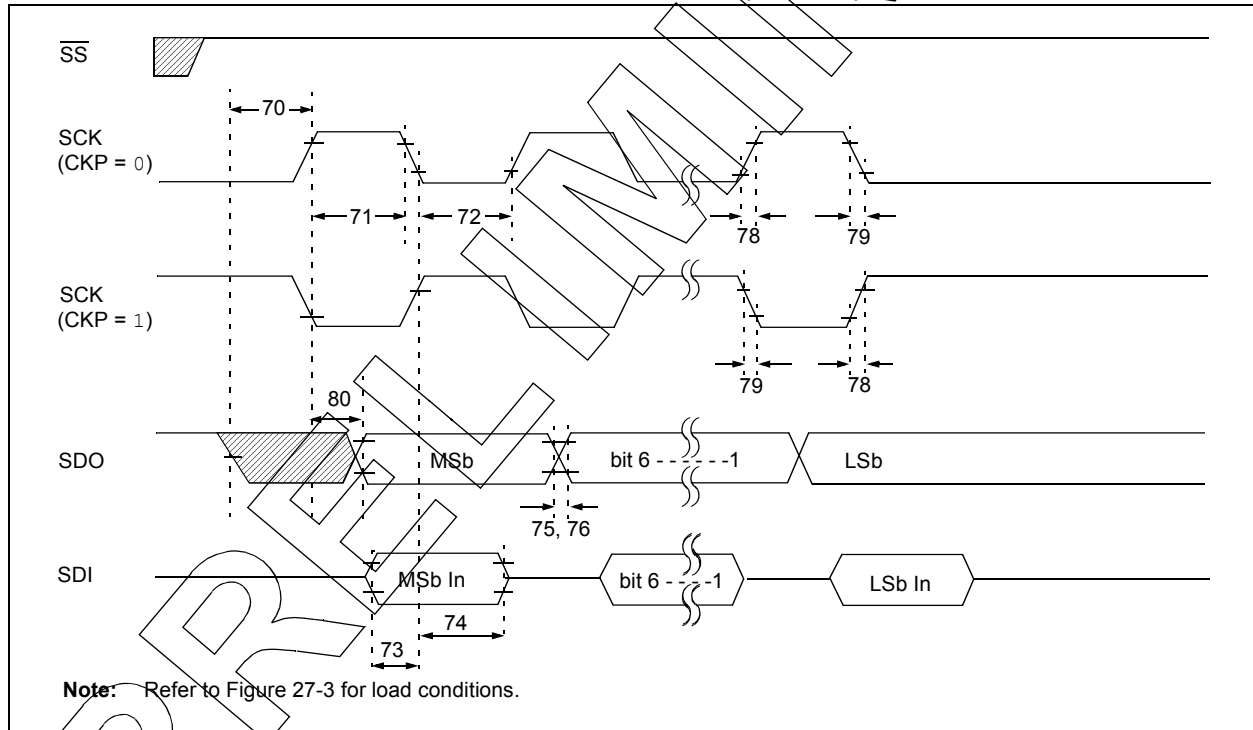 SS
70
SCK
(CKP = 0)
71
72
78
79
SCK
(CKP = 1)
79
78
80
SDO
MSb
bit 6 - - - - - -1
LSb
75, 76
SDI
MSb In
bit 6 - - - - -1
LSb In
74
73
Note: Refer to Figure 27-3 for load conditions.
PRELIMIN